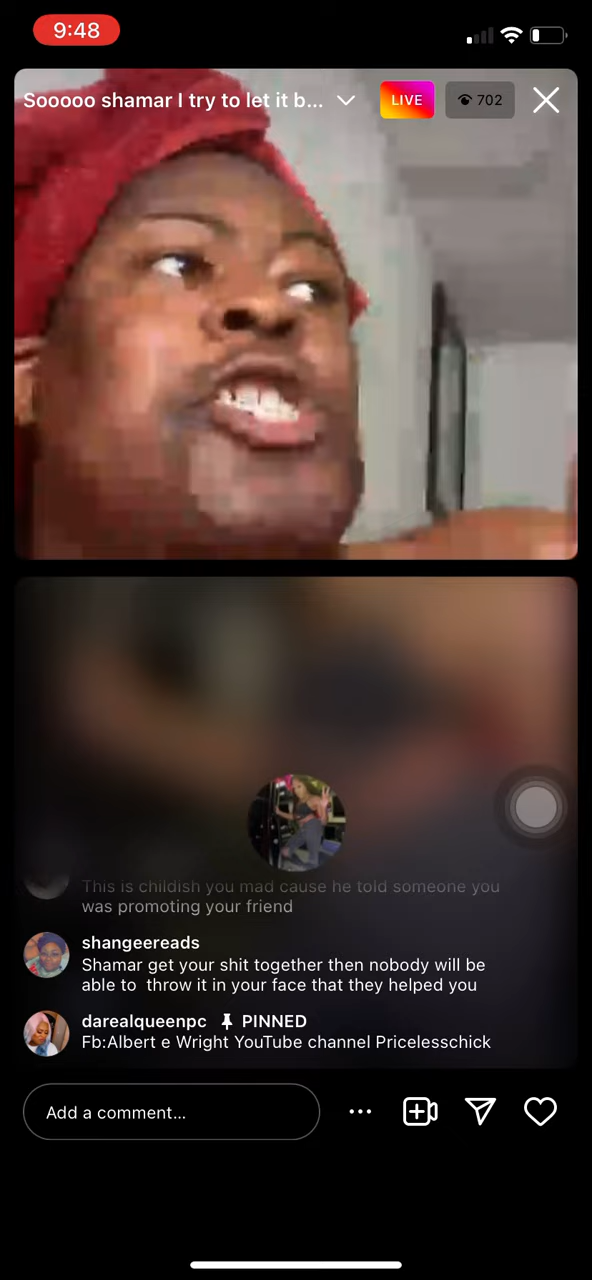 9:48
Sooooo shamar I try to let it b...
LIVE
702
This is childish you mad cause he told someone you
was promoting your friend
shangeereads
Shamar get your shit together then nobody will be
able to throw it in your face that they helped you
darealqueenpc PINNED
Fb:Albert e Wright YouTube channel Pricelesschick
Add a comment...